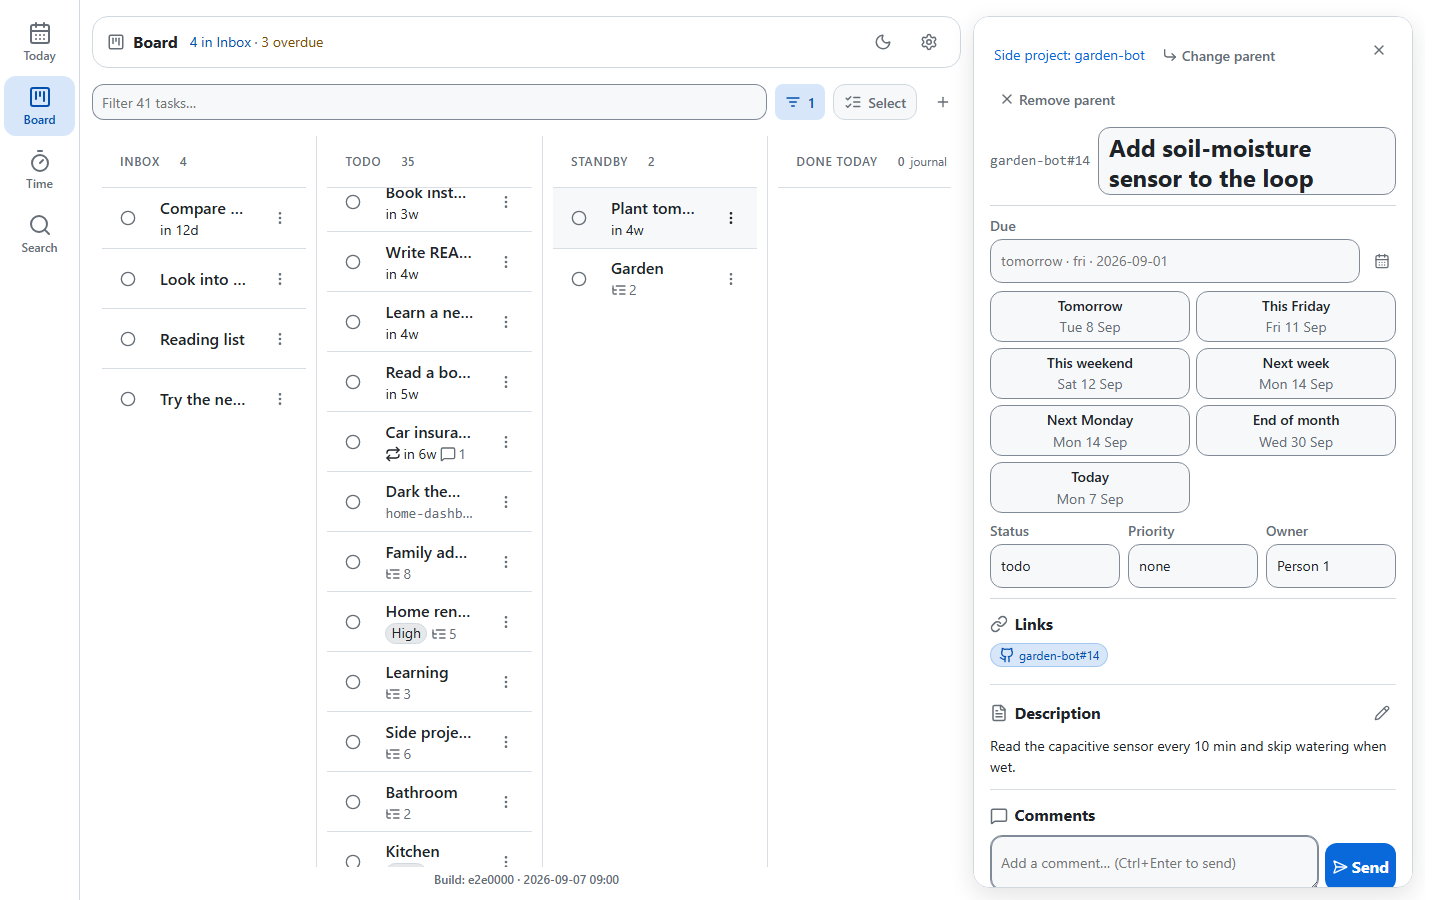 Today
Board
Time
Search
Board 4 in Inbox · 3 overdue
Filter 41 tasks...
1
Select
INBOX 4
Compare ...
in 12d
Look into ...
Reading list
Try the ne...
TODO 35
Book inst...
in 3w
Write REA...
in 4w
Learn a ne...
in 4w
Read a bo...
in 5w
Car insura...
in 6w 1
Dark the...
home-dashb...
Family ad...
8
Home ren...
High 5
Learning
3
Side proje...
6
Bathroom
2
Kitchen
STANDBY 2
Plant tom...
in 4w
Garden
2
DONE TODAY 0 journal
Build: e2e0000 · 2026-09-07 09:00
Side project: garden-bot Change parent
Remove parent
garden-bot#14
Add soil-moisture
sensor to the loop
Due
tomorrow · fri · 2026-09-01
Tomorrow
Tue 8 Sep
This Friday
Fri 11 Sep
This weekend
Sat 12 Sep
Next week
Mon 14 Sep
Next Monday
Mon 14 Sep
End of month
Wed 30 Sep
Today
Mon 7 Sep
Status Priority Owner
todo none Person 1
Links
garden-bot#14
Description
Read the capacitive sensor every 10 min and skip watering when
wet.
Comments
Add a comment... (Ctrl+Enter to send)
Send